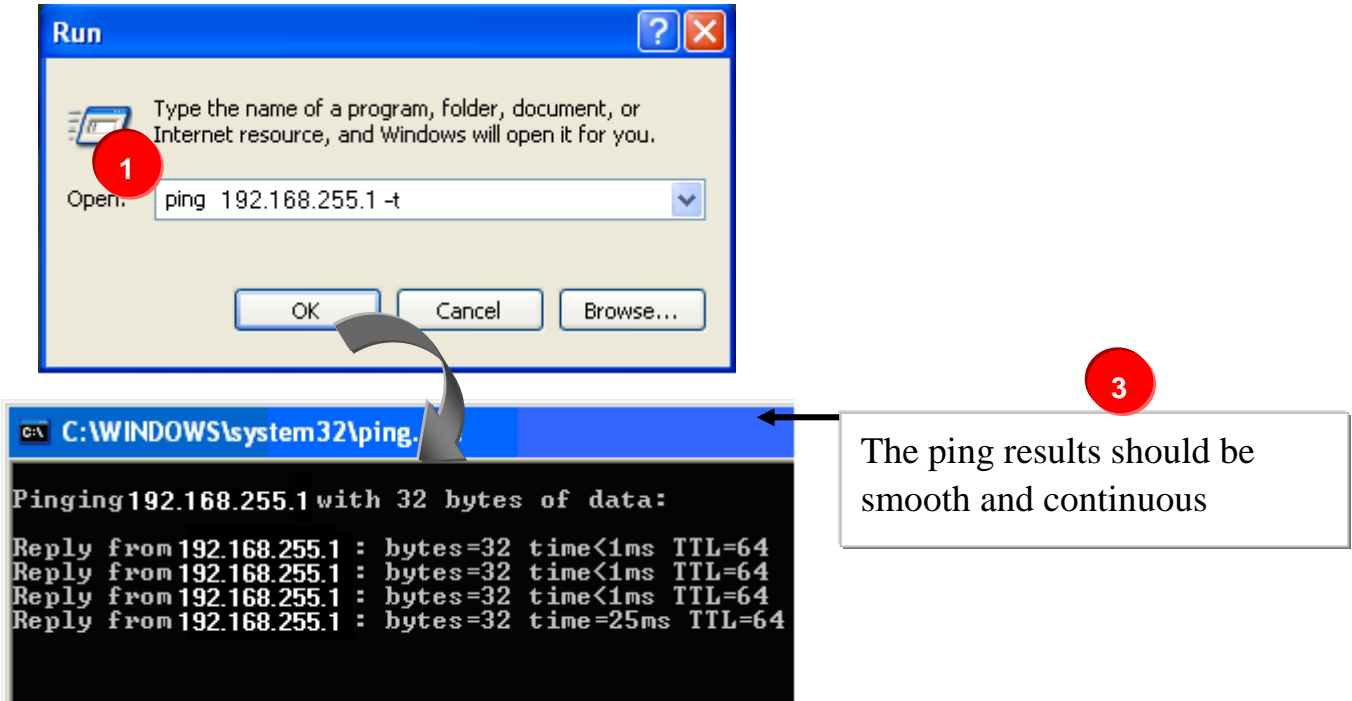 Run
Type the name of a program, folder, document, or
Internet resource, and Windows will open it for you.
1
Open:
ping 192.168.255.1 -t
OK
Cancel
Browse...
C:\WINDOWS\system32\ping.
3
The ping results should be
smooth and continuous
Pinging 192.168.255.1 with 32 bytes of data:
Reply from 192.168.255.1 : bytes=32 time<1ms TTL=64
Reply from 192.168.255.1 : bytes=32 time<1ms TTL=64
Reply from 192.168.255.1 : bytes=32 time<1ms TTL=64
Reply from 192.168.255.1 : bytes=32 time=25ms TTL=64